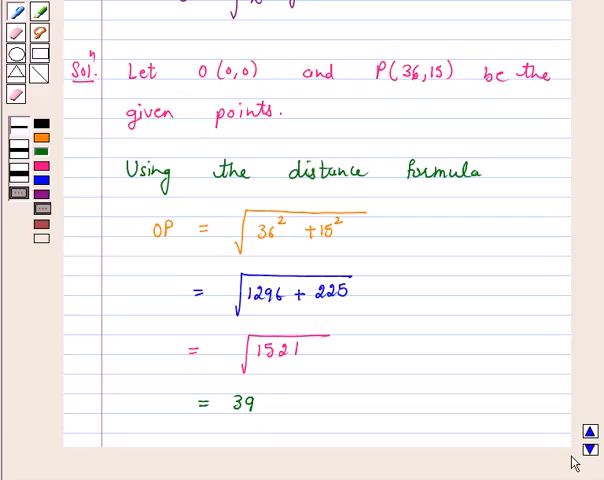 Solⁿ. Let O (0,0) and P(36,15) be the
given points.
Using the distance formula
OP = √36² + 15²
= √1296 + 225
= √1521
= 39